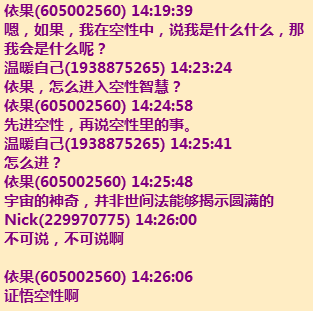 依果(605002560) 14:19:39
嗯，如果，我在空性中，说我是什么什么，那
我会是什么呢？
温暖自己(1938875265) 14:23:24
依果，怎么进入空性智慧？
依果(605002560) 14:24:58
先进空性，再说空性里的事。
温暖自己(1938875265) 14:25:41
怎么进？
依果(605002560) 14:25:48
宇宙的神奇，并非世间法能够揭示圆满的
Nick(229970775) 14:26:00
不可说，不可说啊
依果(605002560) 14:26:06
证悟空性啊